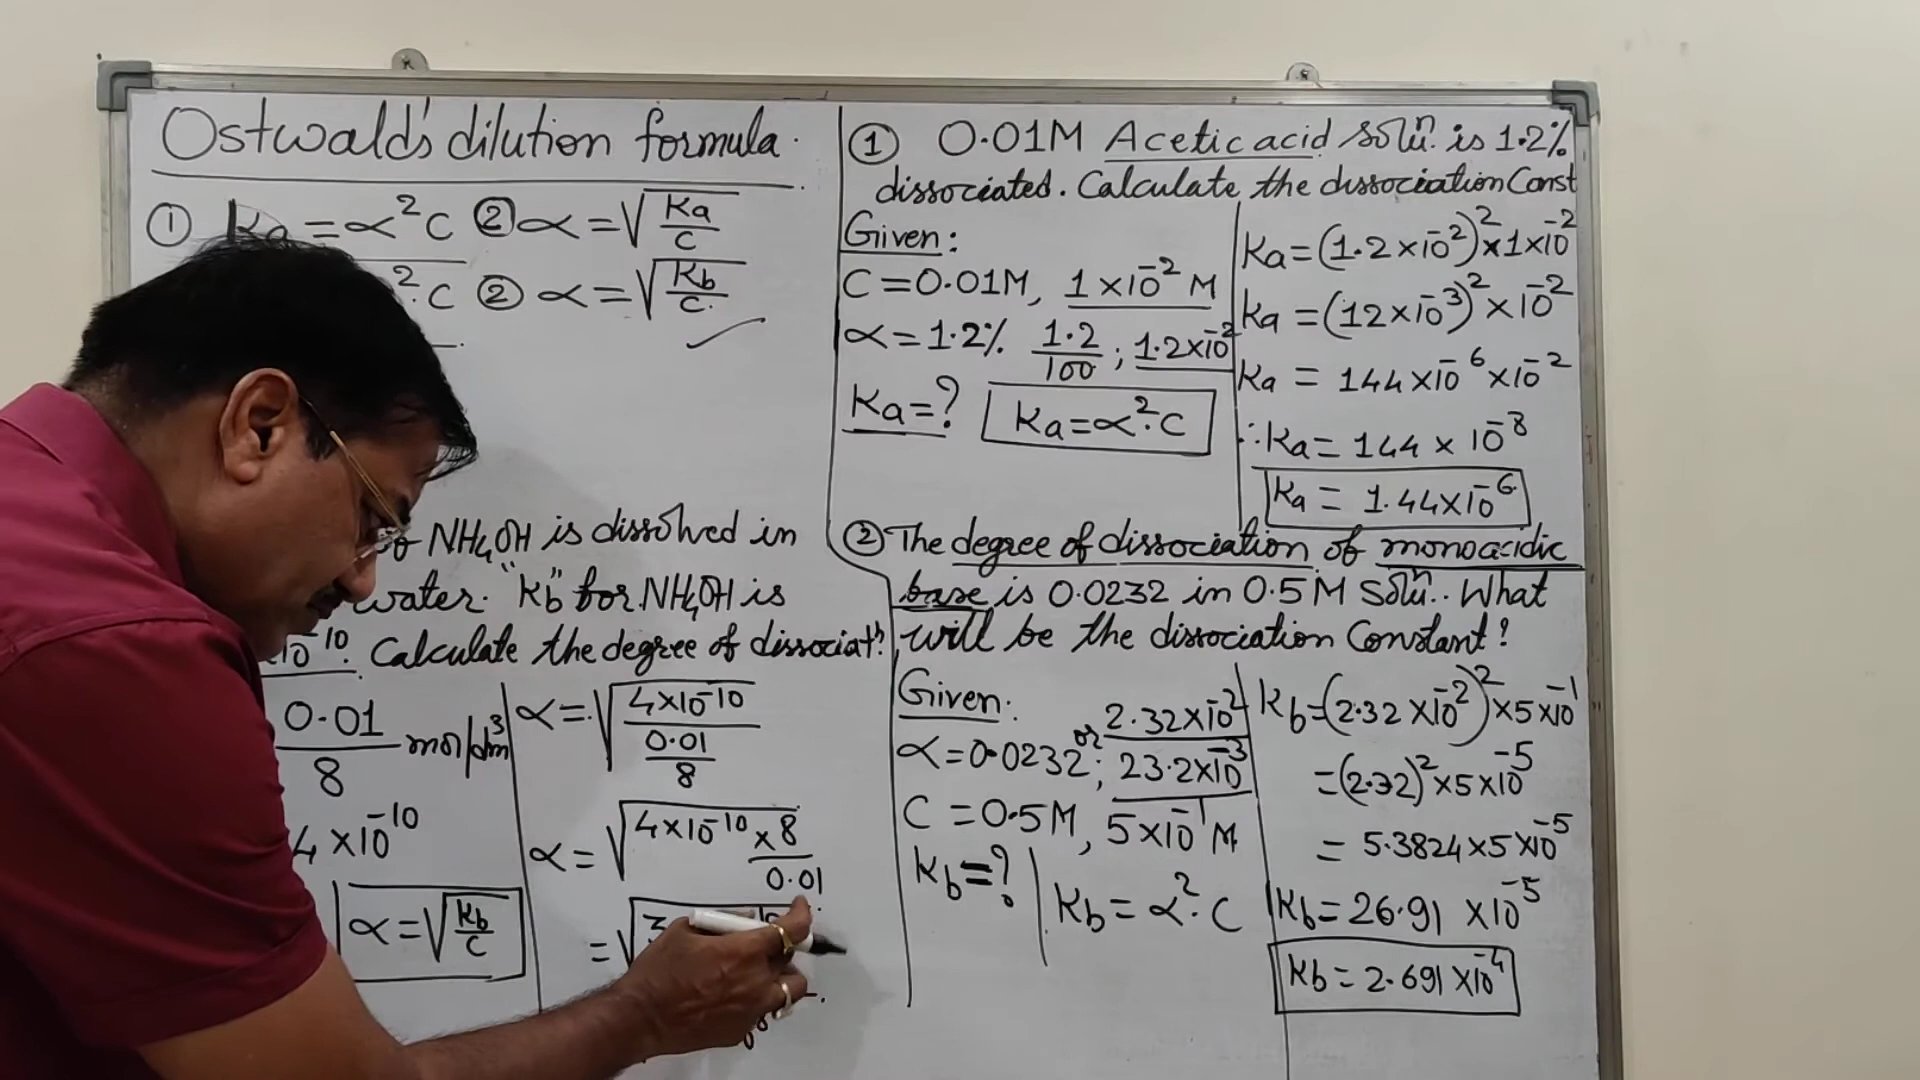 Ostwald's dilution formula.
① Ka = ∝²C ② ∝ = √(Ka/C)
².C ② ∝ = √(Kb/C.)
NH₄OH is dissolved in
water. "Kb" for NH₄OH is
10⁻¹⁰. Calculate the degree of dissociatⁿ?
0.01/8 mol/dm³
4×10⁻¹⁰
∝ = √(Kb/C)
∝ = √(4×10⁻¹⁰/(0.01/8))
∝ = √(4×10⁻¹⁰ × 8/0.01)
= √3
① 0.01M Acetic acid Soluⁿ. is 1.2%
dissociated. Calculate the dissociation Const
Given:
C = 0.01M, 1×10⁻² M
∝ = 1.2% 1.2/100 ; 1.2×10⁻²
Ka = ? Ka = ∝².C
Ka = (1.2×10⁻²)² × 1×10⁻²
Ka = (12×10⁻³)² × 10⁻²
Ka = 144×10⁻⁶×10⁻²
∴ Ka = 144 × 10⁻⁸
Ka = 1.44×10⁻⁶
② The degree of dissociation of monoacidic
base is 0.0232 in 0.5M Soluⁿ.. What
will be the dissociation Constant?
Given:
∝ = 0.0232; or 2.32×10⁻²
23.2×10⁻³
C = 0.5M, 5×10⁻¹ M
Kb = ? Kb = ∝².C
Kb = (2.32×10⁻²)² × 5×10⁻¹
= (2.32)² × 5×10⁻⁵
= 5.3824×5×10⁻⁵
Kb = 26.91 ×10⁻⁵
Kb = 2.691×10⁻⁴